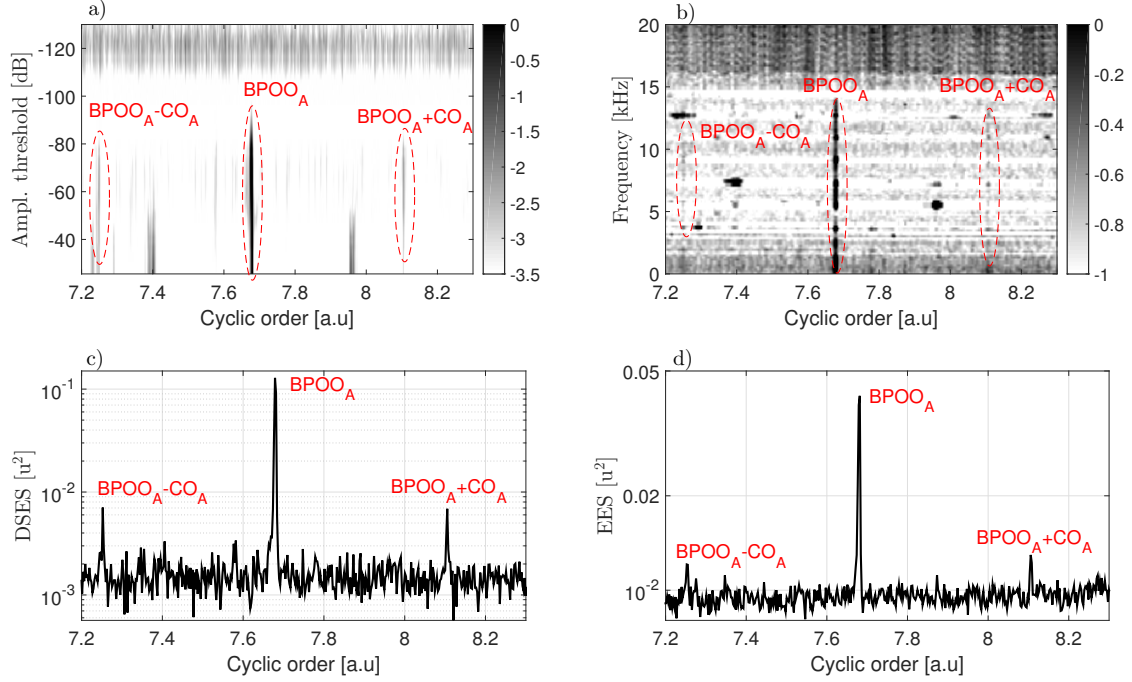 a)
Ampl. threshold [dB]
-120
-100
-80
-60
-40
BPOO_A-CO_A
BPOO_A
BPOO_A+CO_A
7.2 7.4 7.6 7.8 8 8.2
Cyclic order [a.u]
0
-0.5
-1
-1.5
-2
-2.5
-3
-3.5
b)
Frequency [kHz]
20
15
10
5
0
BPOO_A
BPOO_A+CO_A
BPOO_A-CO_A
7.2 7.4 7.6 7.8 8 8.2
Cyclic order [a.u]
0
-0.2
-0.4
-0.6
-0.8
-1
c)
DSES [u²]
10⁻¹
10⁻²
10⁻³
BPOO_A
BPOO_A-CO_A
BPOO_A+CO_A
7.2 7.4 7.6 7.8 8 8.2
Cyclic order [a.u]
d)
EES [u²]
0.05
0.02
10⁻²
BPOO_A
BPOO_A-CO_A
BPOO_A+CO_A
7.2 7.4 7.6 7.8 8 8.2
Cyclic order [a.u]